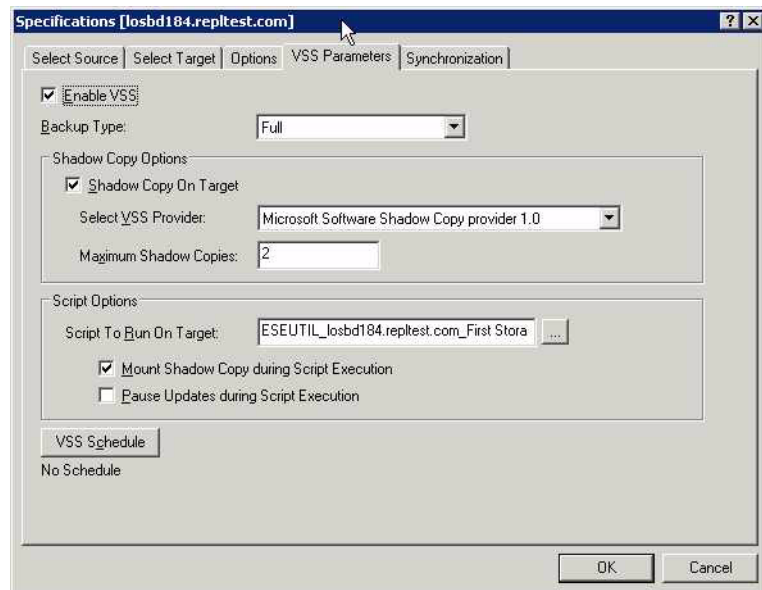 Specifications [losbd184.repltest.com]
Select Source Select Target Options VSS Parameters Synchronization
Enable VSS
Backup Type: Full
Shadow Copy Options
Shadow Copy On Target
Select VSS Provider: Microsoft Software Shadow Copy provider 1.0
Maximum Shadow Copies: 2
Script Options
Script To Run On Target: ESEUTIL_losbd184.repltest.com_First Stora ...
Mount Shadow Copy during Script Execution
Pause Updates during Script Execution
VSS Schedule
No Schedule
OK Cancel